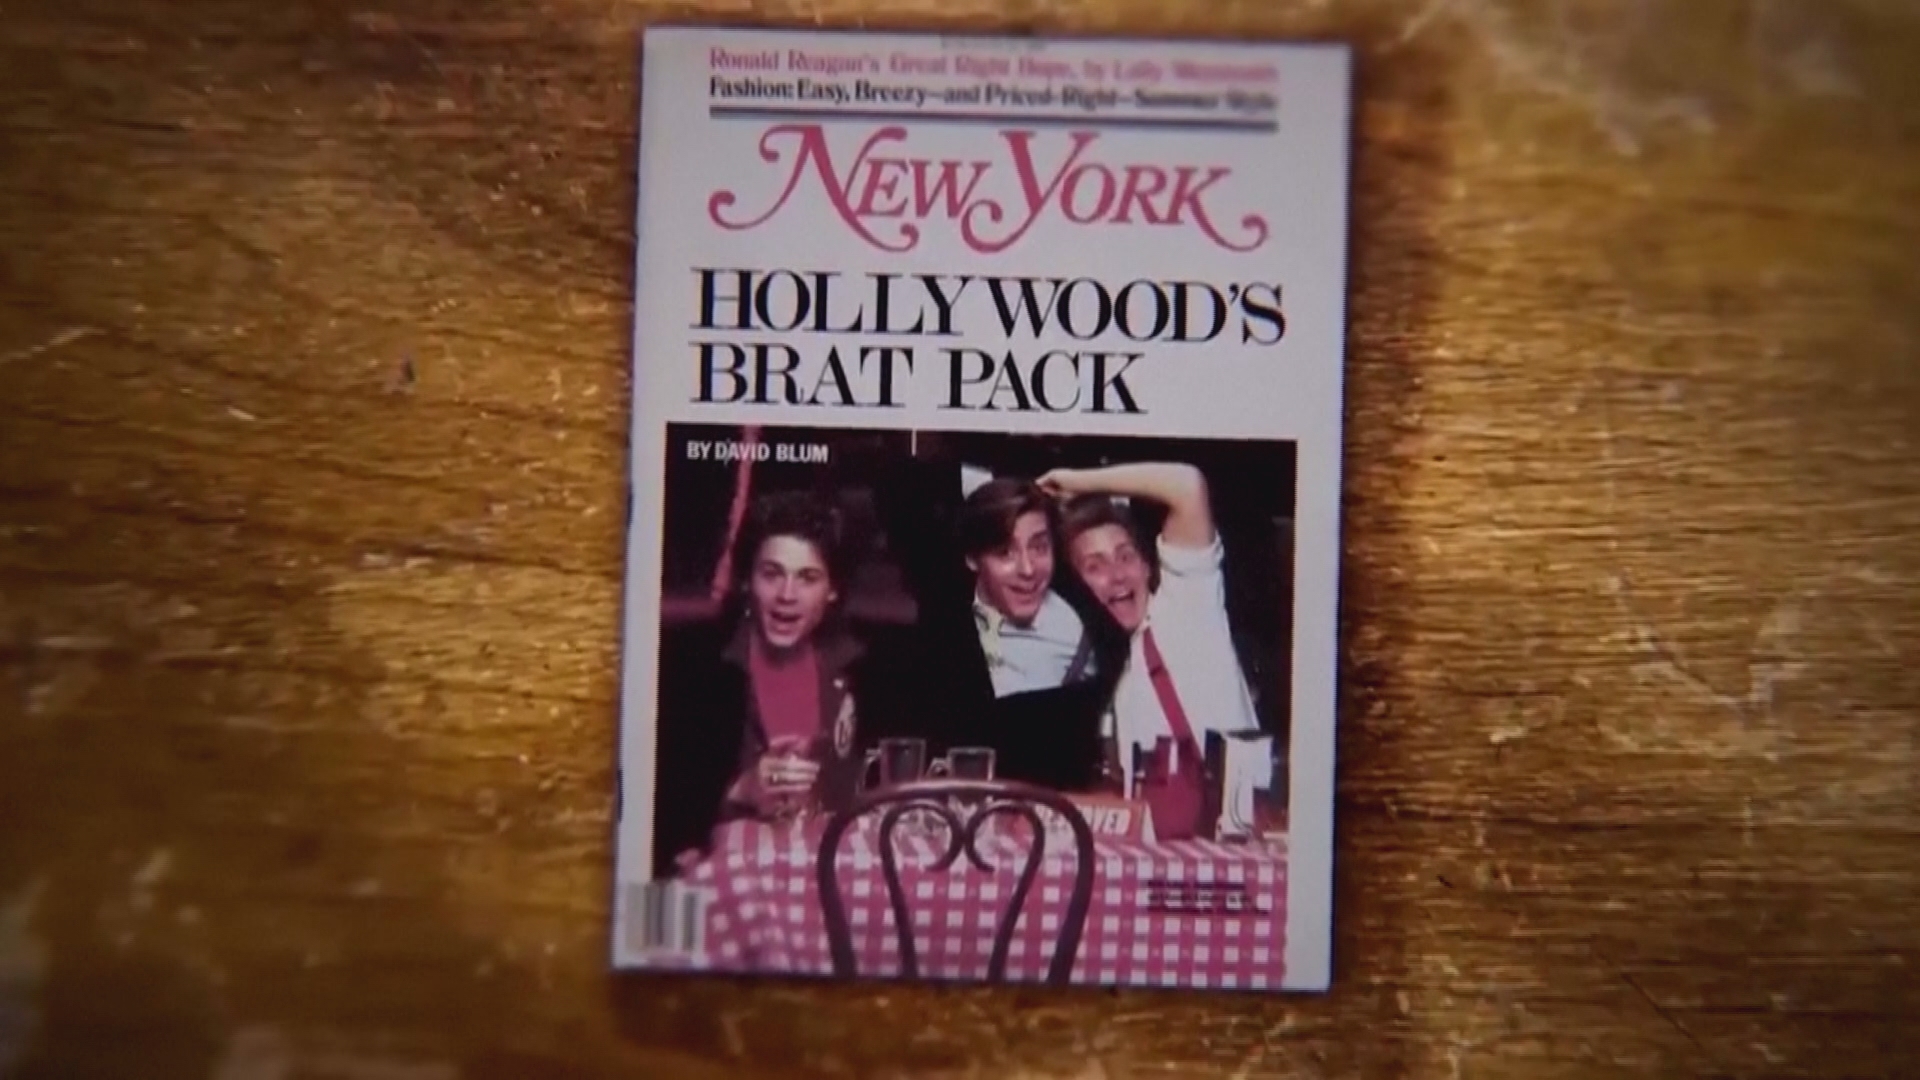 Ronald Reagan's Great Right Hope, by Lally Weymouth
Fashion: Easy, Breezy—and Priced Right—Summer Style
NEW YORK
HOLLYWOOD'S
BRAT PACK
BY DAVID BLUM